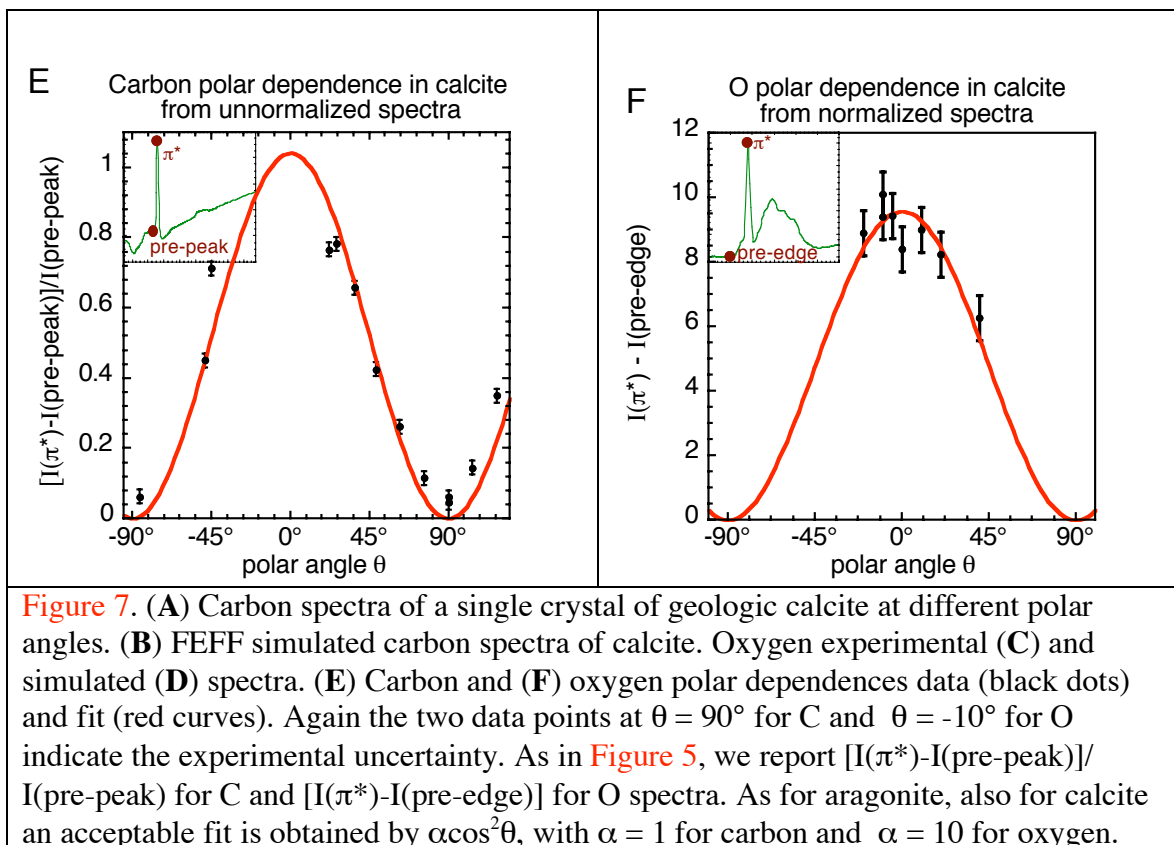 E
Carbon polar dependence in calcite
from unnormalized spectra
[I(π*)-I(pre-peak)]/I(pre-peak)
1
0.8
0.6
0.4
0.2
0
π*
pre-peak
-90° -45° 0° 45° 90°
polar angle θ
F
O polar dependence in calcite
from normalized spectra
I(π*) - I(pre-edge)
12
10
8
6
4
2
0
π*
pre-edge
-90° -45° 0° 45° 90°
polar angle θ
Figure 7. (A) Carbon spectra of a single crystal of geologic calcite at different polar
angles. (B) FEFF simulated carbon spectra of calcite. Oxygen experimental (C) and
simulated (D) spectra. (E) Carbon and (F) oxygen polar dependences data (black dots)
and fit (red curves). Again the two data points at θ = 90° for C and θ = -10° for O
indicate the experimental uncertainty. As in Figure 5, we report [I(π*)-I(pre-peak)]/
I(pre-peak) for C and [I(π*)-I(pre-edge)] for O spectra. As for aragonite, also for calcite
an acceptable fit is obtained by αcos²θ, with α = 1 for carbon and α = 10 for oxygen.